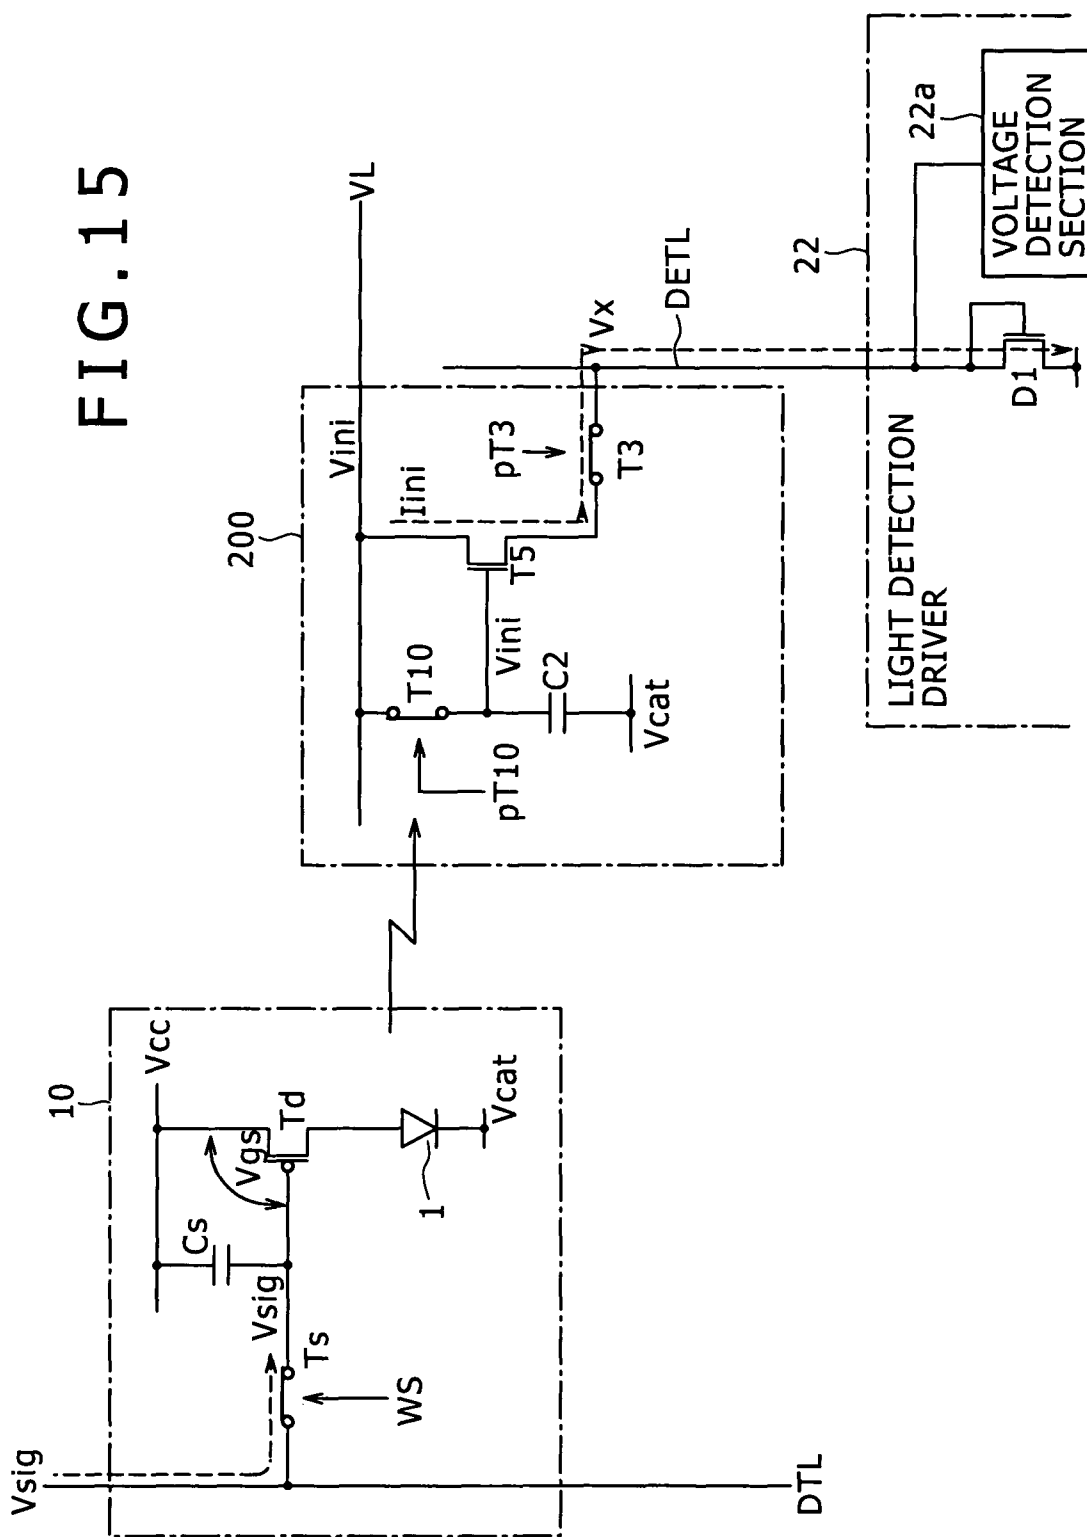 FIG.15
Vsig
10
Vcc
Cs
Vgs
Td
Vsig
Ts
WS
1
Vcat
DTL
200
Vini
VL
Iini
T10
pT10
Vini
T5
C2
Vcat
pT3
T3
Vx
DETL
22
22a
LIGHT DETECTION
DRIVER
D1
VOLTAGE
DETECTION
SECTION